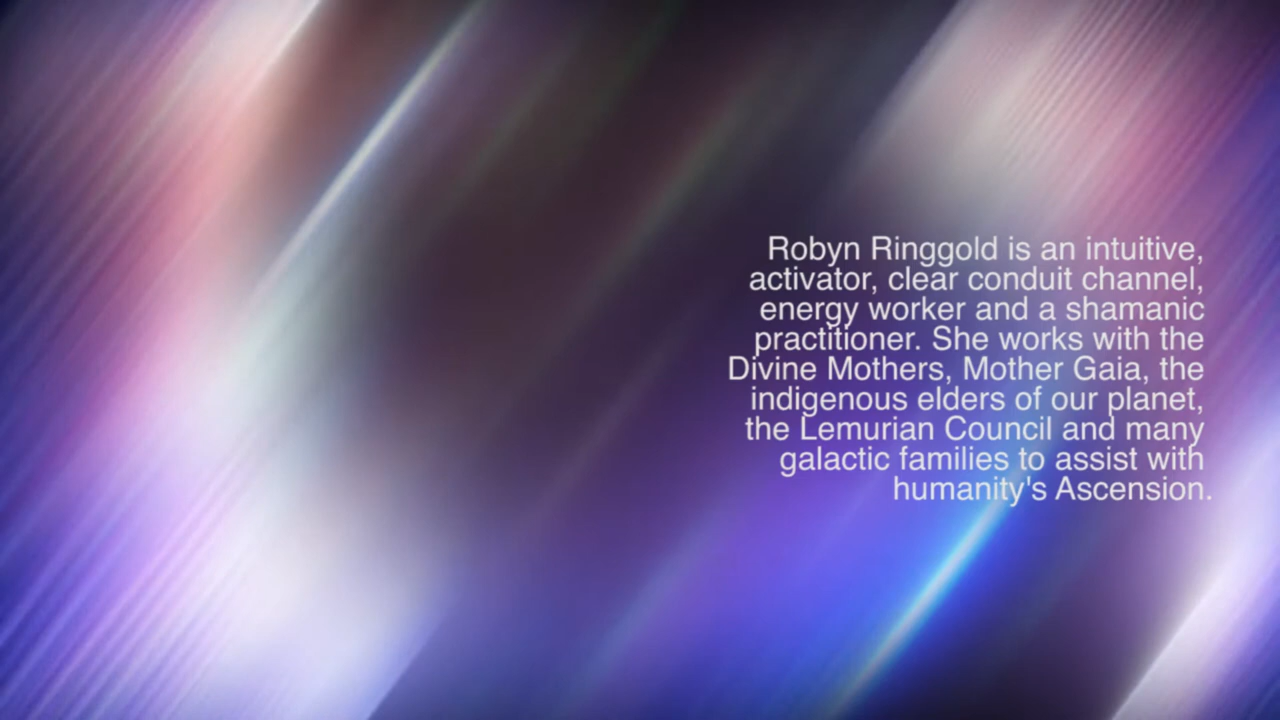 Robyn Ringgold is an intuitive,
activator, clear conduit channel,
energy worker and a shamanic
practitioner. She works with the
Divine Mothers, Mother Gaia, the
indigenous elders of our planet,
the Lemurian Council and many
galactic families to assist with
humanity's Ascension.